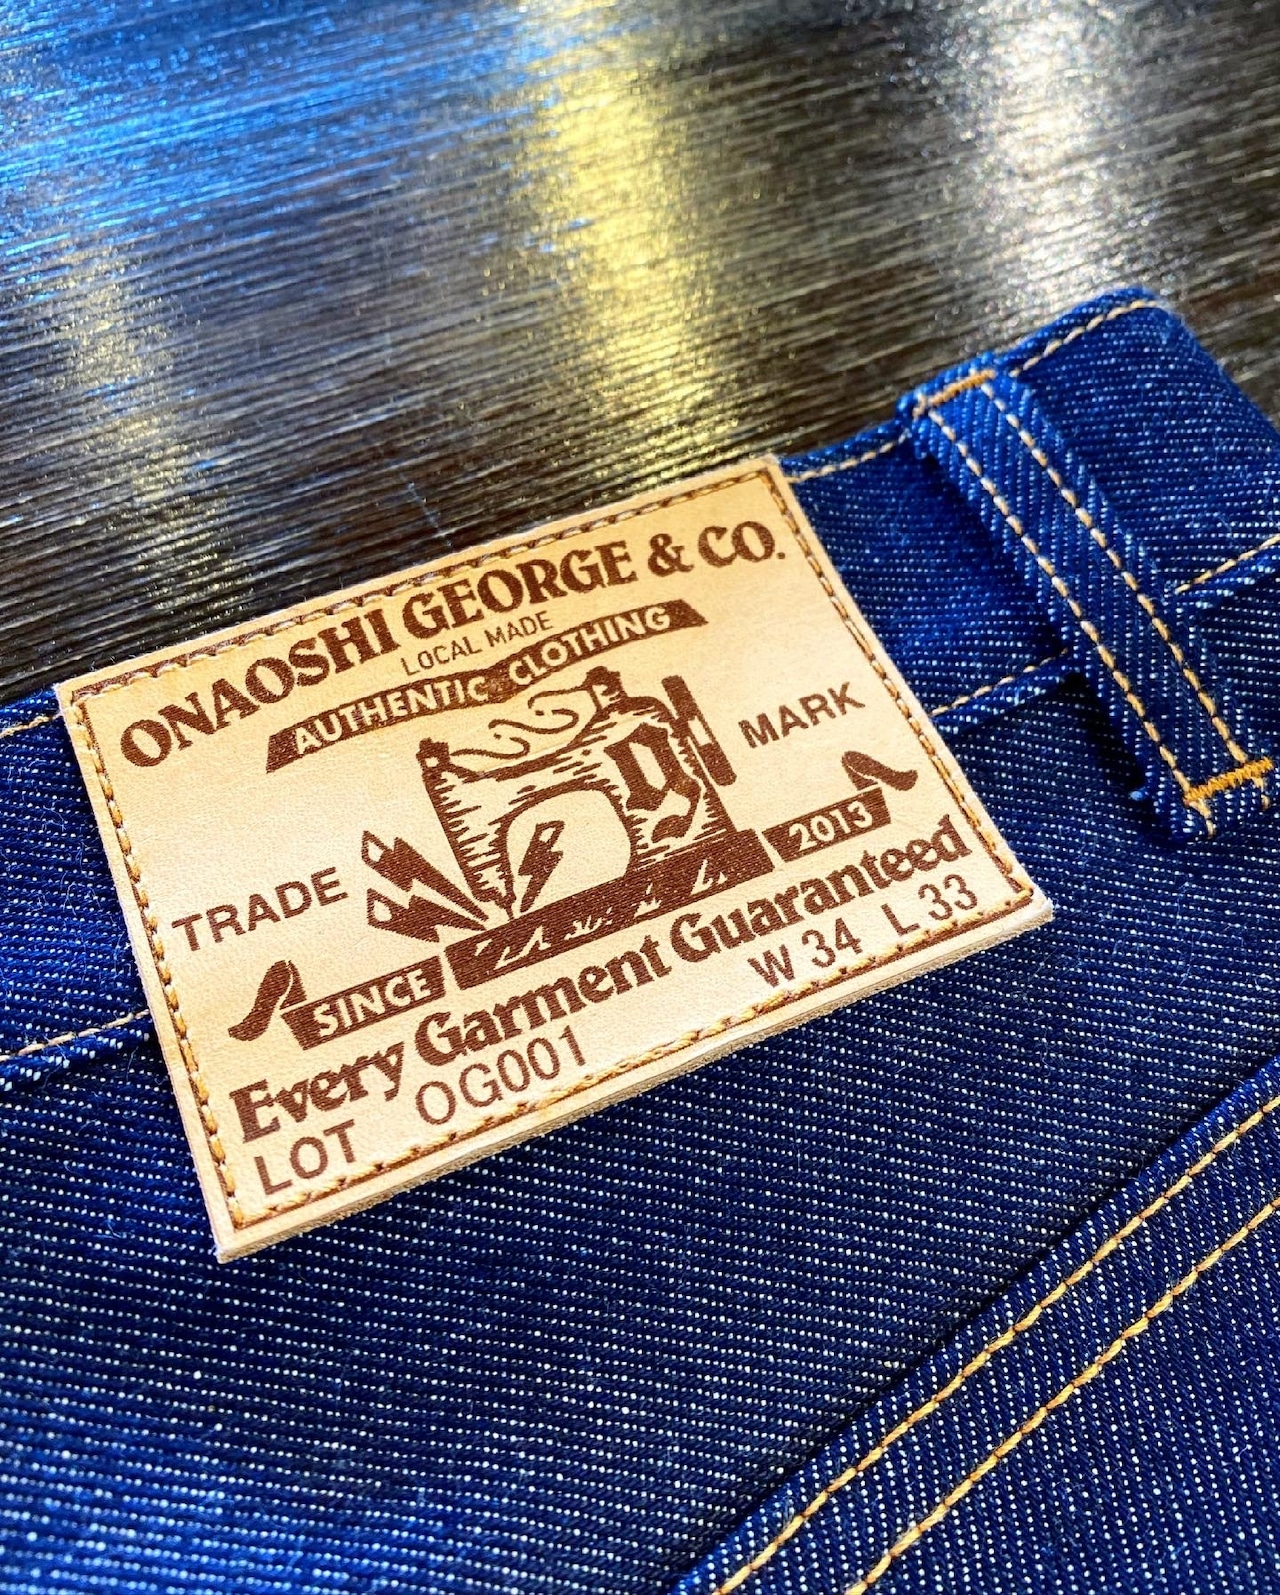 ONAOSHI GEORGE & CO.
LOCAL MADE
AUTHENTIC CLOTHING
g
TRADE MARK
SINCE 2013
Every Garment Guaranteed
LOT OG001 W 34 L 33